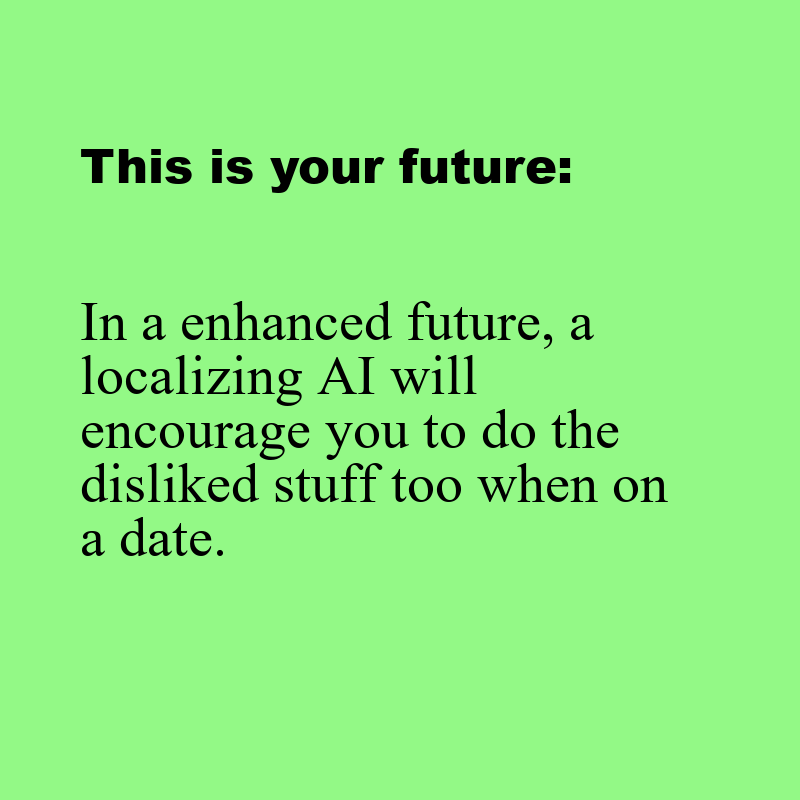 This is your future:
In a enhanced future, a
localizing AI will
encourage you to do the
disliked stuff too when on
a date.